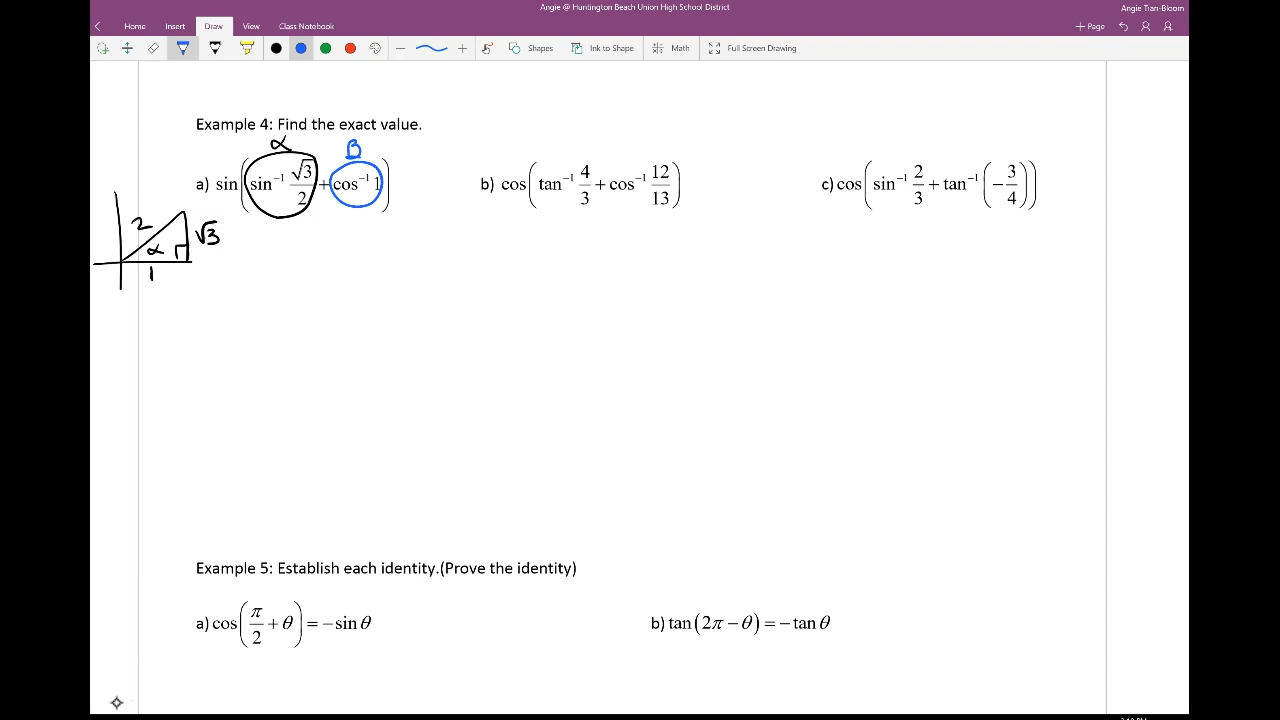 Angie @ Huntington Beach Union High School District
Angie Tran-Bloom
Home Insert Draw View Class Notebook
+ Page
Shapes Ink to Shape Math Full Screen Drawing
Example 4: Find the exact value.
α B
a) sin(sin⁻¹ √3/2 + cos⁻¹ 1) b) cos(tan⁻¹ 4/3 + cos⁻¹ 12/13) c) cos(sin⁻¹ 2/3 + tan⁻¹(−3/4))
2 √3
α
1
Example 5: Establish each identity.(Prove the identity)
a) cos(π/2 + θ) = −sin θ b) tan(2π − θ) = −tan θ